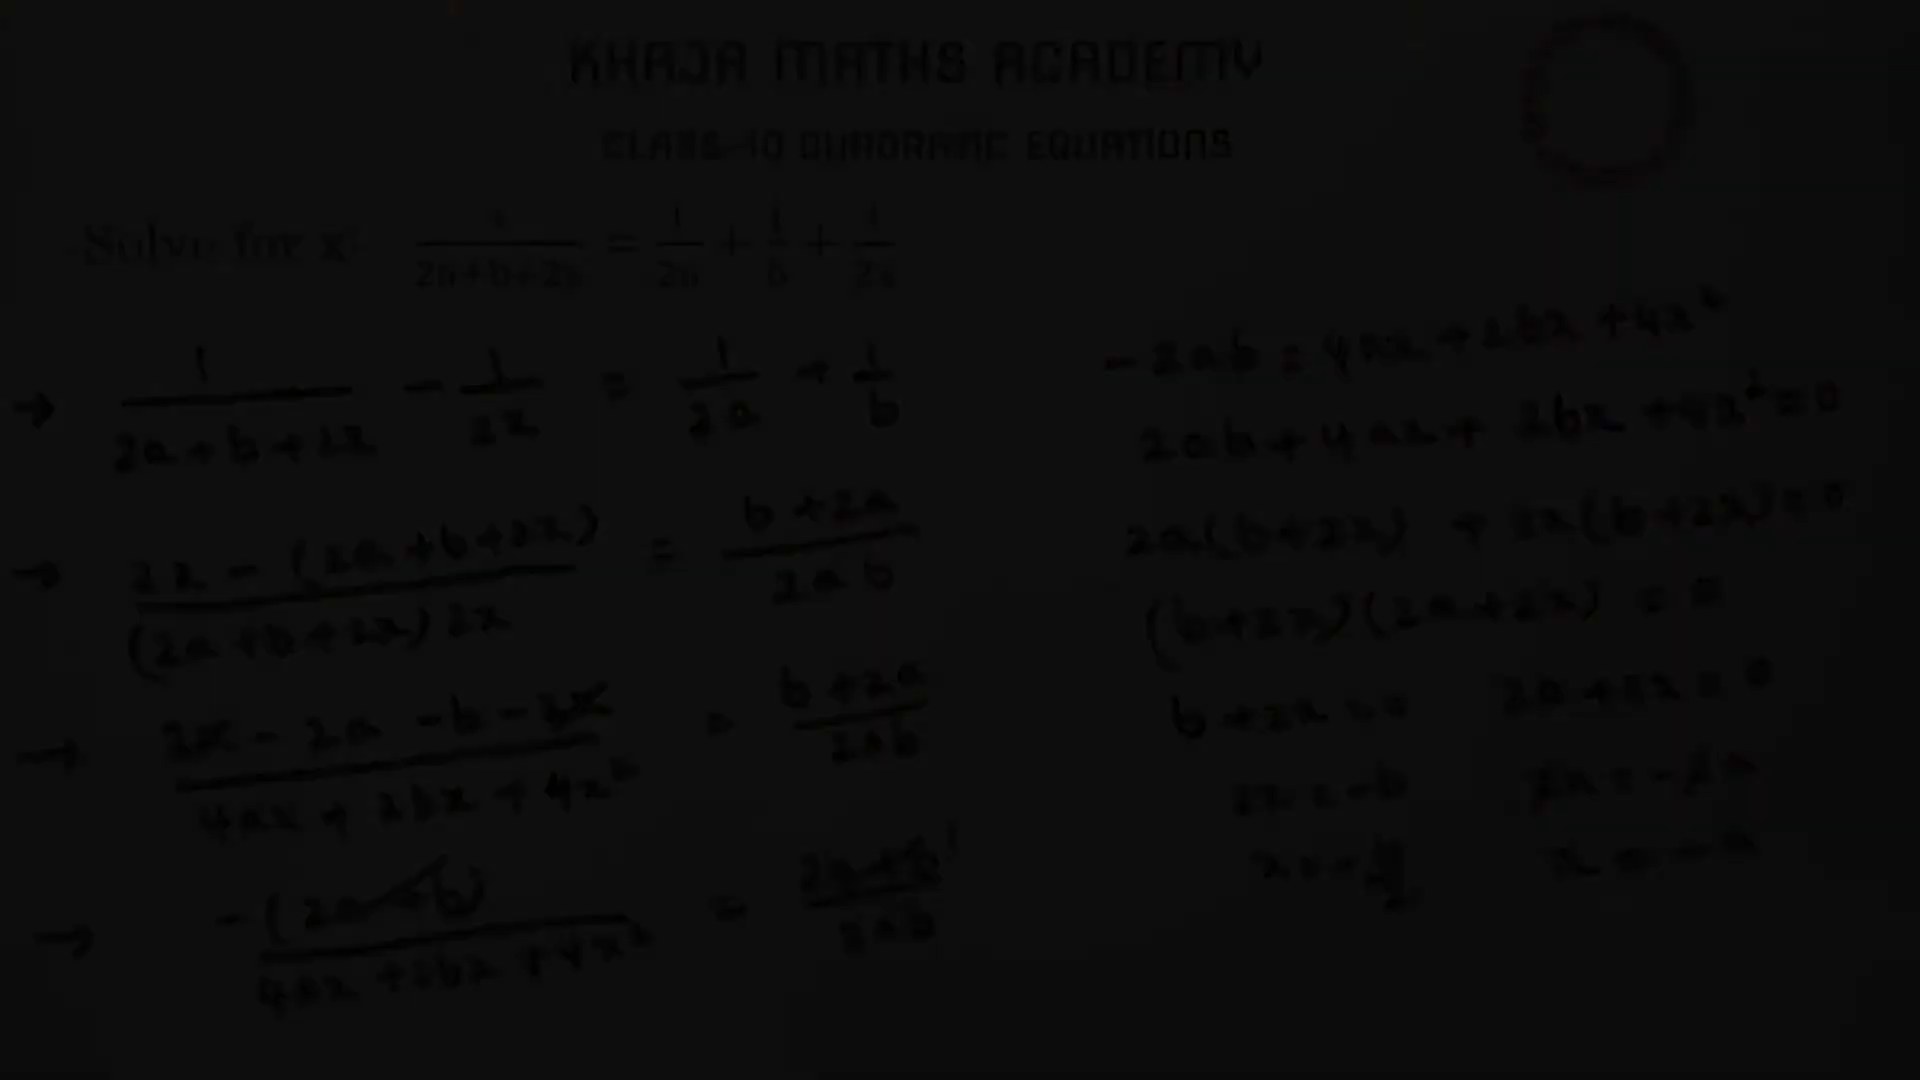 KHAJA MATHS ACADEMY
CLASS-10 QUADRATIC EQUATIONS
Solve for x: 1/(2a+b+2x) = 1/2a + 1/b + 1/2x
→ 1/(2a+b+2x) - 1/2x = 1/2a + 1/b
→ (2x - (2a+b+2x))/((2a+b+2x)2x) = (b+2a)/2ab
→ (2x - 2a - b - 2x)/(4ax + 2bx + 4x²) = (b+2a)/2ab
→ -(2a+b)/(4ax + 2bx + 4x²) = (2a+b)/2ab
-2ab = 4ax + 2bx + 4x²
2ab + 4ax + 2bx + 4x² = 0
2a(b+2x) + 2x(b+2x) = 0
(b+2x)(2a+2x) = 0
b+2x = 0 2a+2x = 0
2x = -b 2x = -2a
x = -b/2 x = -a